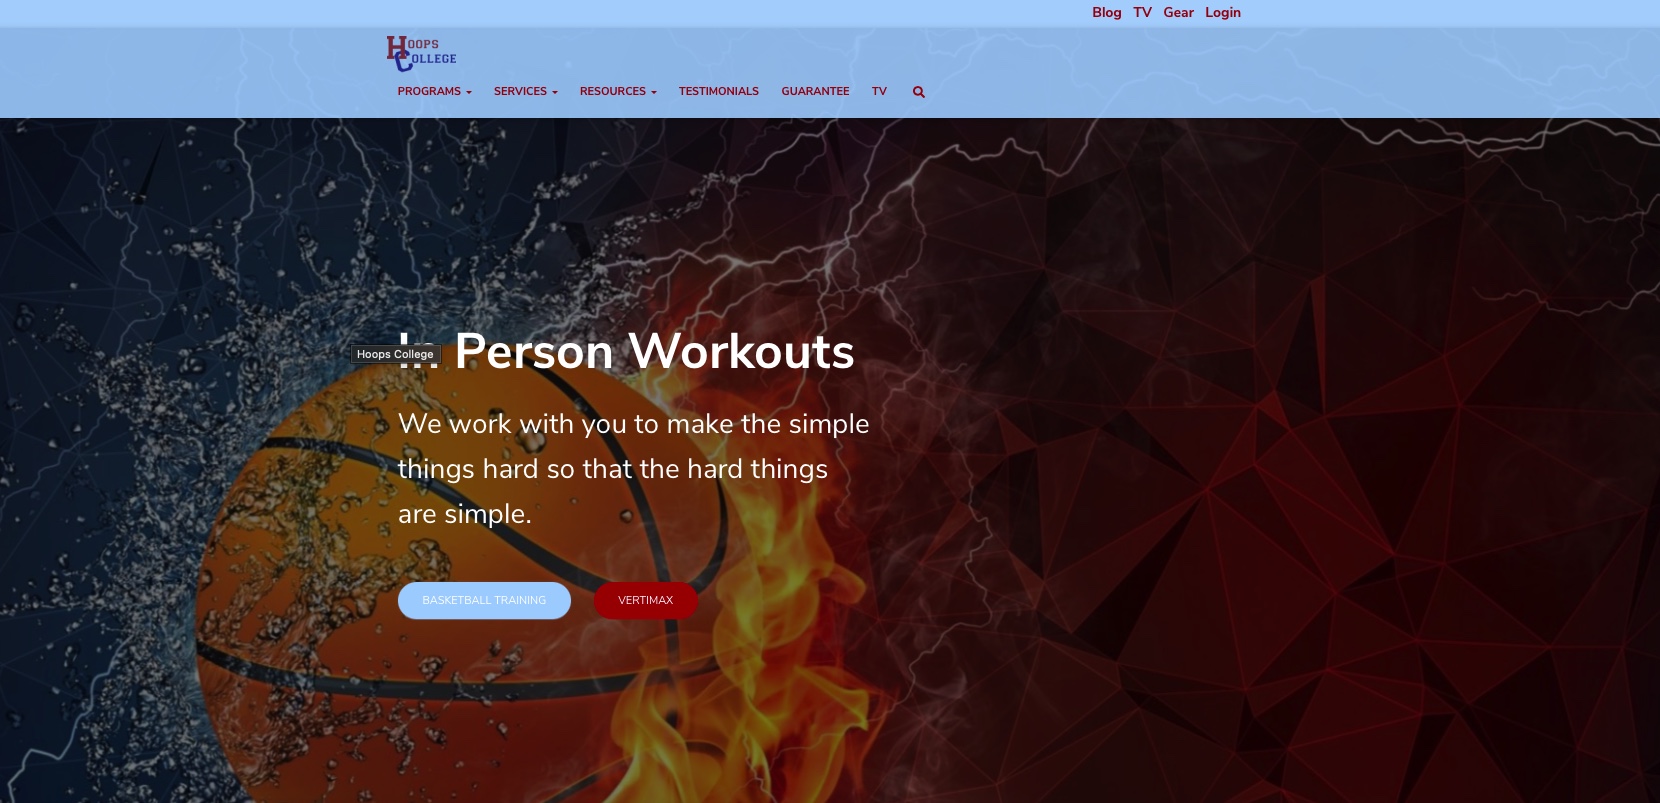 Blog TV Gear Login
HOOPS
COLLEGE
PROGRAMS SERVICES RESOURCES TESTIMONIALS GUARANTEE TV
In Person Workouts
Hoops College
We work with you to make the simple
things hard so that the hard things
are simple.
BASKETBALL TRAINING VERTIMAX